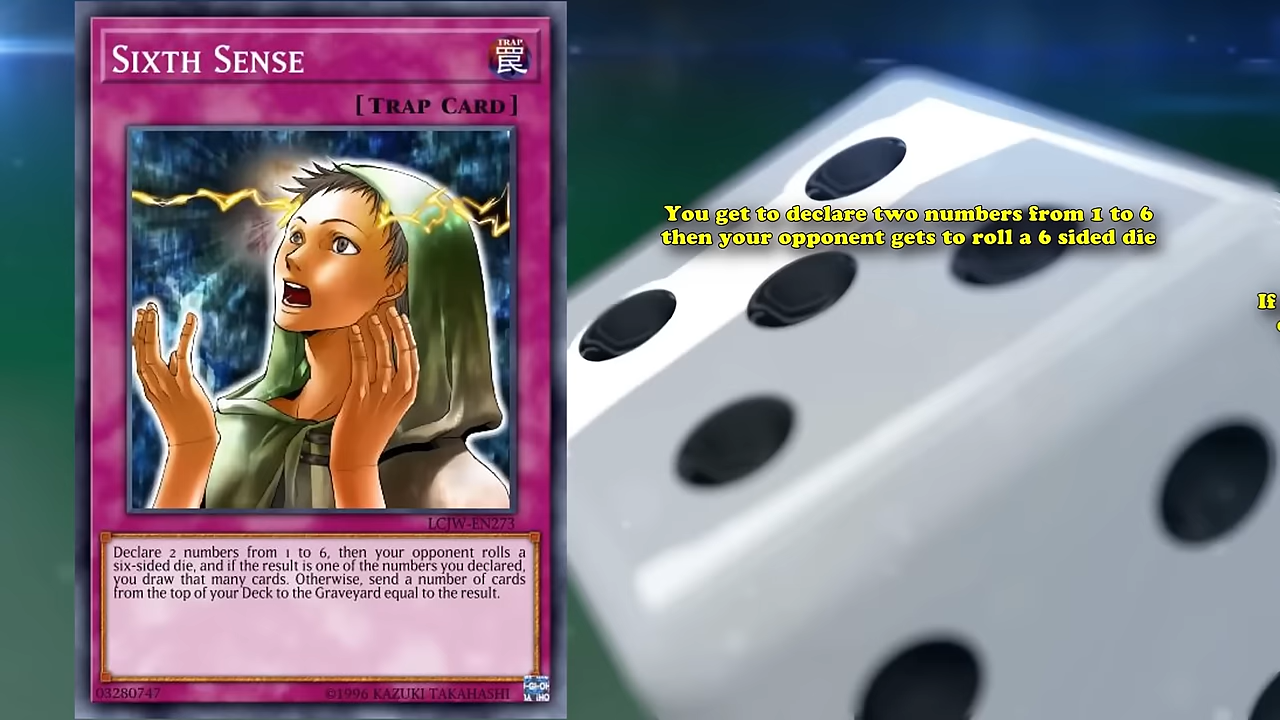 SIXTH SENSE
TRAP
罠
[TRAP CARD]
LCJW-EN273
Declare 2 numbers from 1 to 6, then your opponent rolls a
six-sided die, and if the result is one of the numbers you declared,
you draw that many cards. Otherwise, send a number of cards
from the top of your Deck to the Graveyard equal to the result.
03280747
©1996 KAZUKI TAKAHASHI
You get to declare two numbers from 1 to 6
then your opponent gets to roll a 6 sided die
If